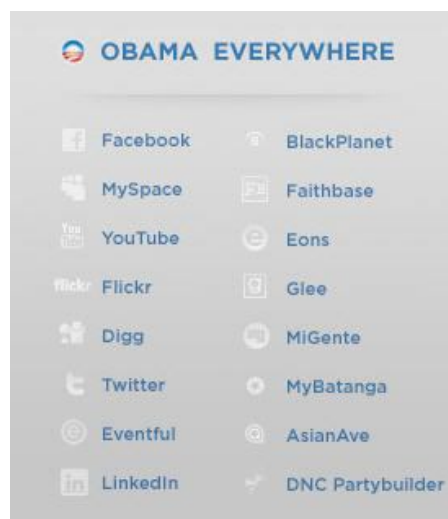 OBAMA EVERYWHERE
Facebook
MySpace
YouTube
flickr Flickr
Digg
Twitter
Eventful
LinkedIn
BlackPlanet
Faithbase
Eons
Glee
MiGente
MyBatanga
AsianAve
DNC Partybuilder